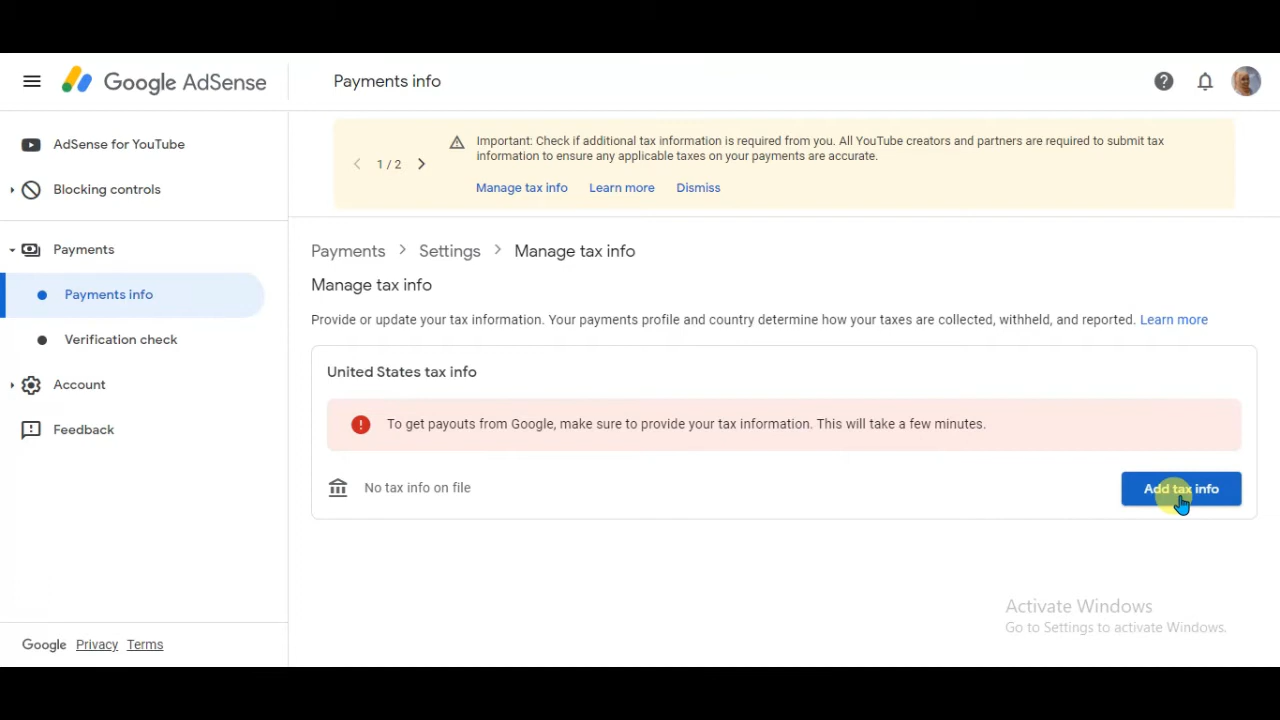 Google AdSense
Payments info
AdSense for YouTube
Blocking controls
Payments
Payments info
Verification check
Account
Feedback
Google Privacy Terms
1 / 2
Important: Check if additional tax information is required from you. All YouTube creators and partners are required to submit tax
information to ensure any applicable taxes on your payments are accurate.
Manage tax info Learn more Dismiss
Payments > Settings > Manage tax info
Manage tax info
Provide or update your tax information. Your payments profile and country determine how your taxes are collected, withheld, and reported. Learn more
United States tax info
To get payouts from Google, make sure to provide your tax information. This will take a few minutes.
No tax info on file
Add tax info
Activate Windows
Go to Settings to activate Windows.